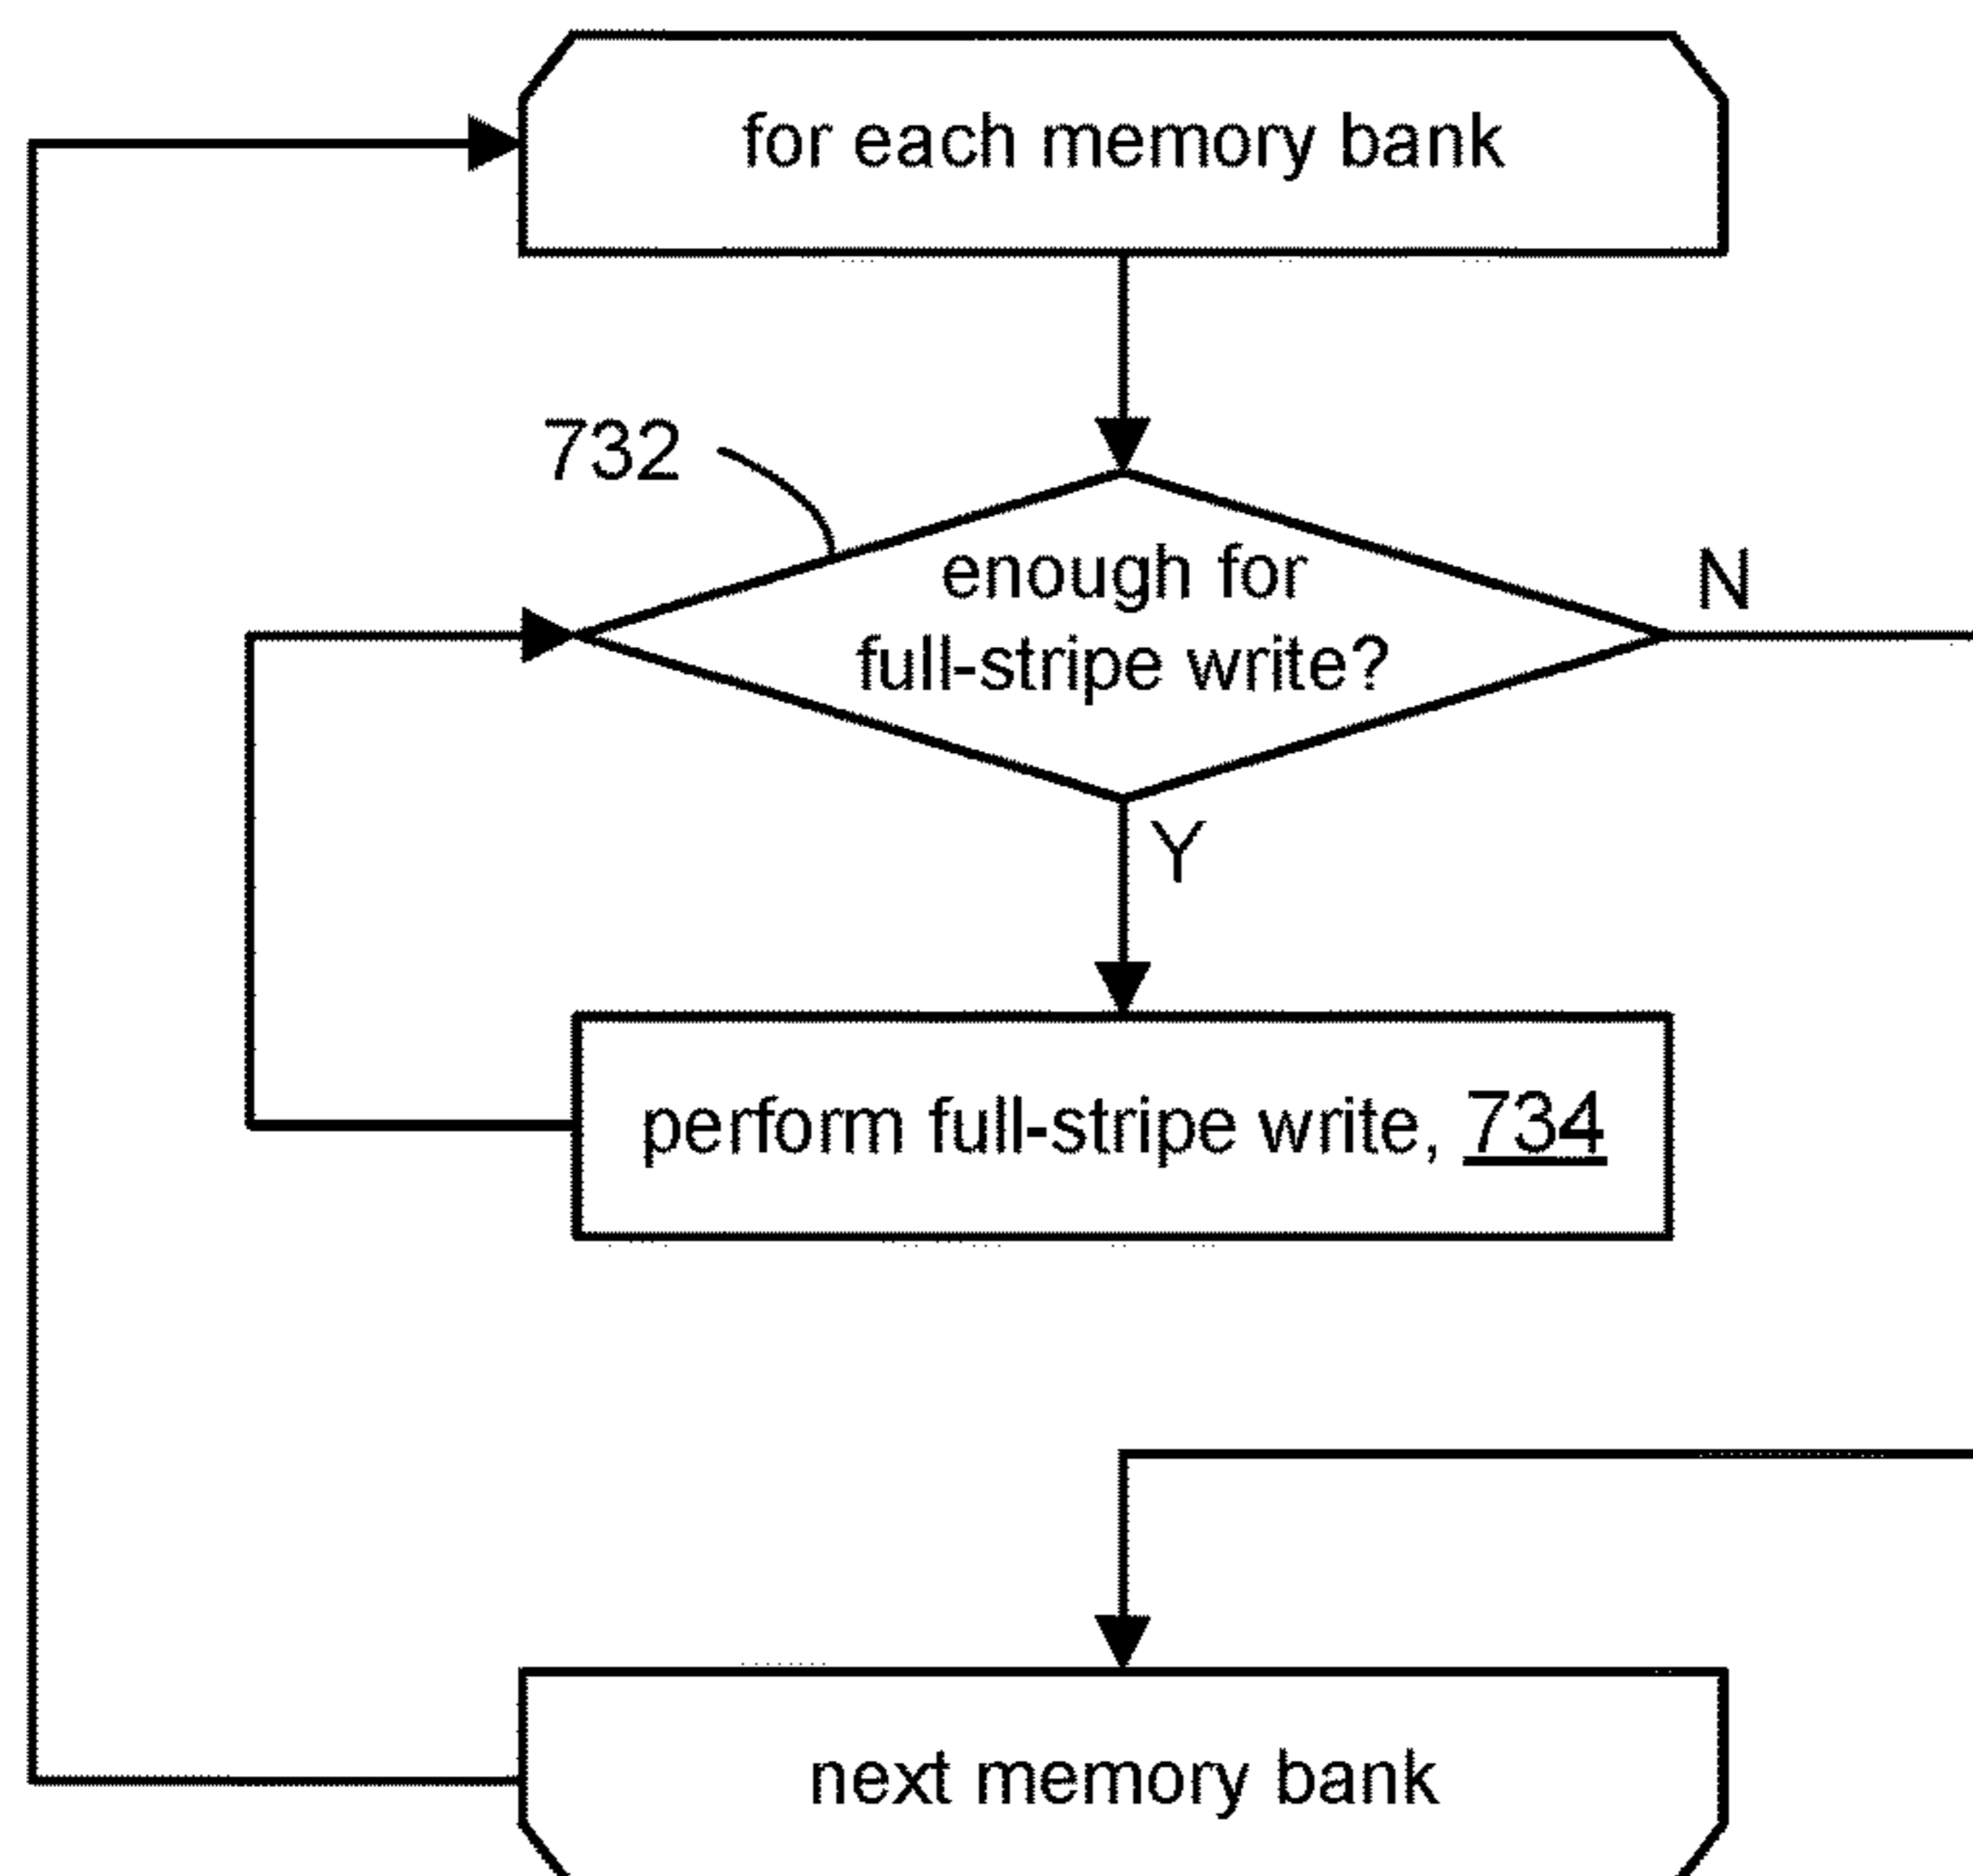 for each memory bank
732
enough for
full-stripe write?
N
Y
perform full-stripe write, 734
next memory bank